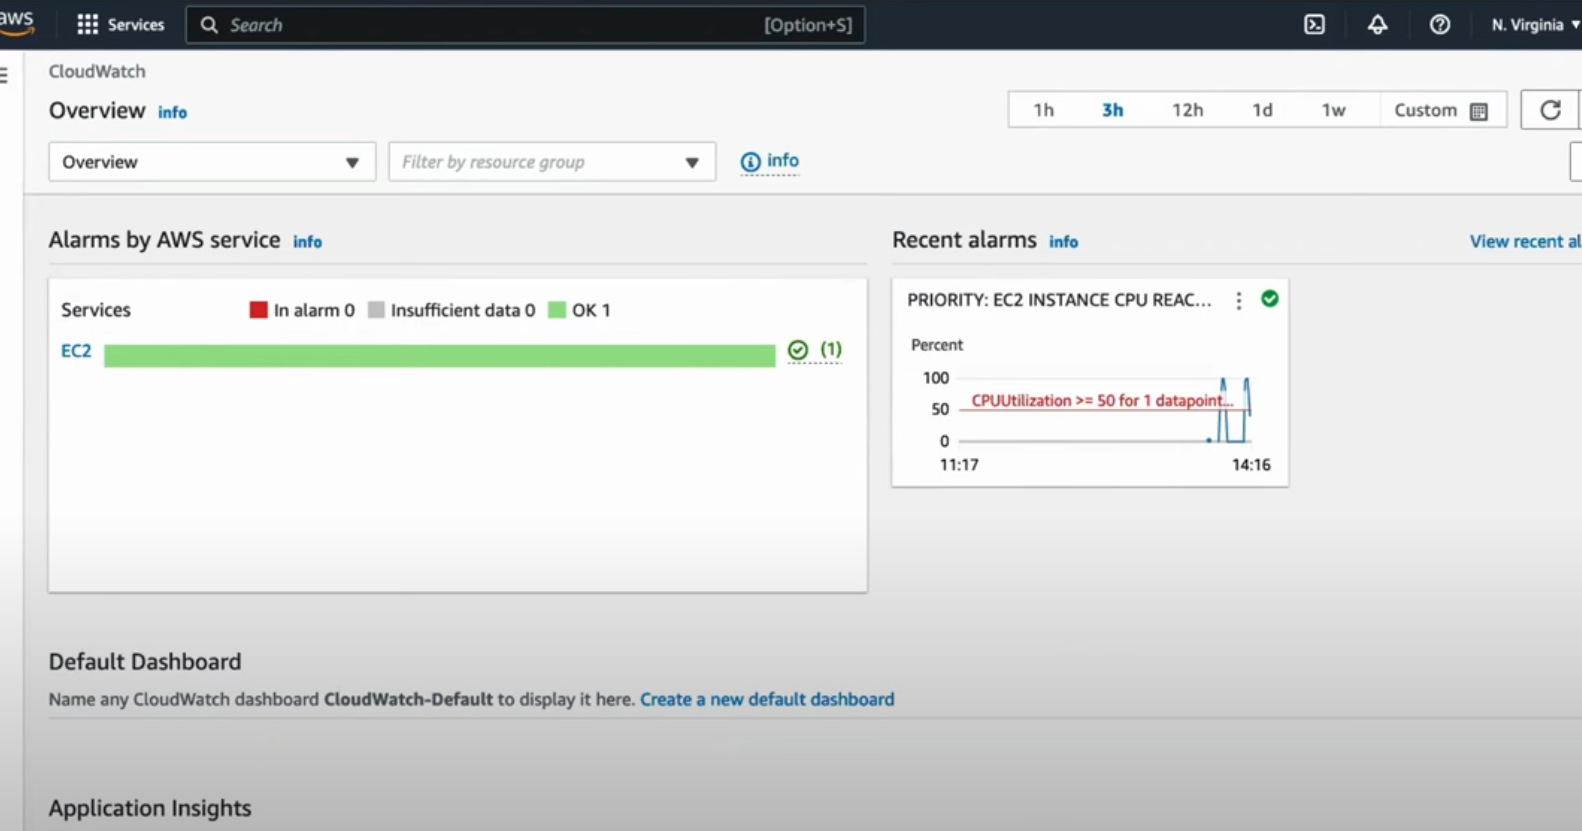 aws
Services
Search
[Option+S]
N. Virginia
CloudWatch
Overview info
1h 3h 12h 1d 1w Custom
Overview
Filter by resource group
info
Alarms by AWS service info
Services
In alarm 0
Insufficient data 0
OK 1
EC2
(1)
Recent alarms info
View recent al
PRIORITY: EC2 INSTANCE CPU REAC...
Percent
100
CPUUtilization >= 50 for 1 datapoint...
50
0
11:17
14:16
Default Dashboard
Name any CloudWatch dashboard CloudWatch-Default to display it here. Create a new default dashboard
Application Insights